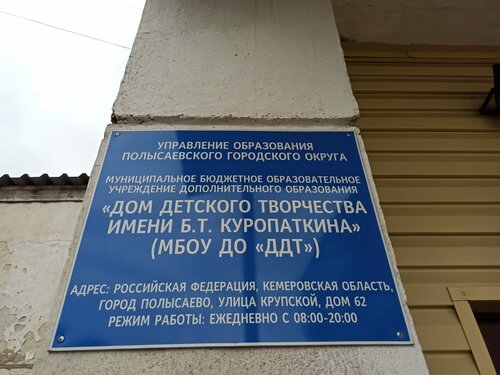 УПРАВЛЕНИЕ ОБРАЗОВАНИЯ
ПОЛЫСАЕВСКОГО ГОРОДСКОГО ОКРУГА
МУНИЦИПАЛЬНОЕ БЮДЖЕТНОЕ ОБРАЗОВАТЕЛЬНОЕ
УЧРЕЖДЕНИЕ ДОПОЛНИТЕЛЬНОГО ОБРАЗОВАНИЯ
«ДОМ ДЕТСКОГО ТВОРЧЕСТВА
ИМЕНИ Б.Т. КУРОПАТКИНА»
(МБОУ ДО «ДДТ»)
АДРЕС: РОССИЙСКАЯ ФЕДЕРАЦИЯ, КЕМЕРОВСКАЯ ОБЛАСТЬ,
ГОРОД ПОЛЫСАЕВО, УЛИЦА КРУПСКОЙ, ДОМ 62
РЕЖИМ РАБОТЫ: ЕЖЕДНЕВНО С 08:00-20:00